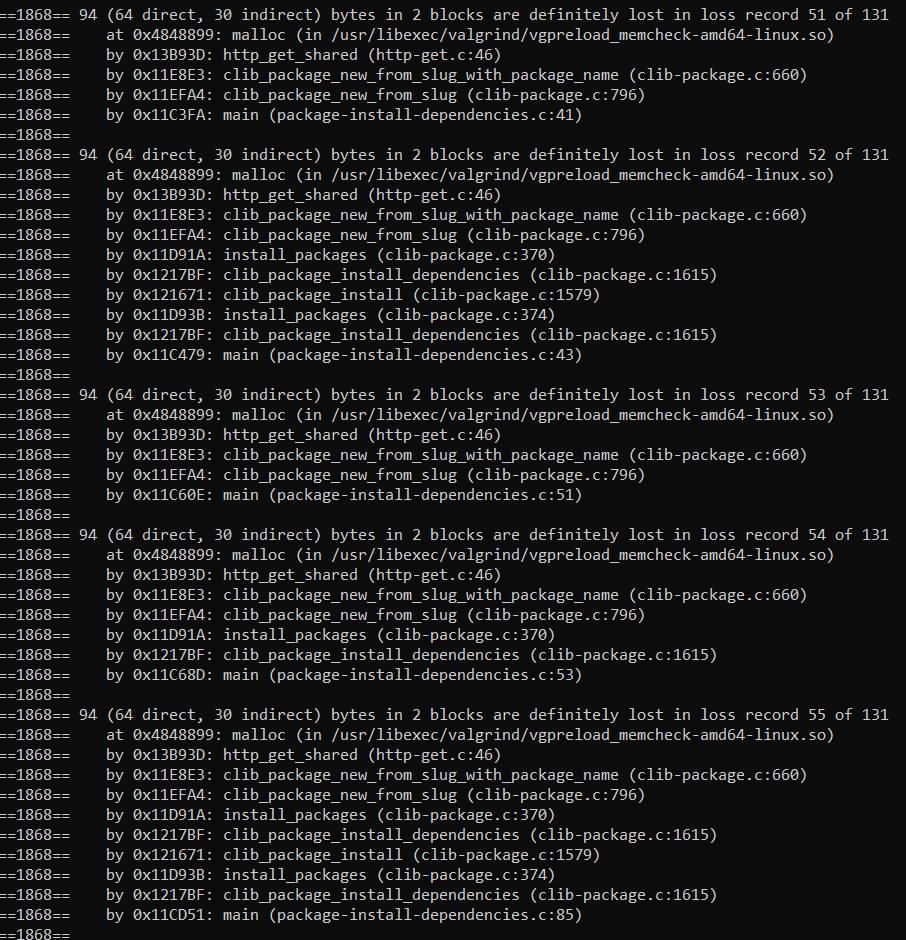 ==1868== 94 (64 direct, 30 indirect) bytes in 2 blocks are definitely lost in loss record 51 of 131
==1868==    at 0x4848899: malloc (in /usr/libexec/valgrind/vgpreload_memcheck-amd64-linux.so)
==1868==    by 0x13B93D: http_get_shared (http-get.c:46)
==1868==    by 0x11E8E3: clib_package_new_from_slug_with_package_name (clib-package.c:660)
==1868==    by 0x11EFA4: clib_package_new_from_slug (clib-package.c:796)
==1868==    by 0x11C3FA: main (package-install-dependencies.c:41)
==1868==
==1868== 94 (64 direct, 30 indirect) bytes in 2 blocks are definitely lost in loss record 52 of 131
==1868==    at 0x4848899: malloc (in /usr/libexec/valgrind/vgpreload_memcheck-amd64-linux.so)
==1868==    by 0x13B93D: http_get_shared (http-get.c:46)
==1868==    by 0x11E8E3: clib_package_new_from_slug_with_package_name (clib-package.c:660)
==1868==    by 0x11EFA4: clib_package_new_from_slug (clib-package.c:796)
==1868==    by 0x11D91A: install_packages (clib-package.c:370)
==1868==    by 0x1217BF: clib_package_install_dependencies (clib-package.c:1615)
==1868==    by 0x121671: clib_package_install (clib-package.c:1579)
==1868==    by 0x11D93B: install_packages (clib-package.c:374)
==1868==    by 0x1217BF: clib_package_install_dependencies (clib-package.c:1615)
==1868==    by 0x11C479: main (package-install-dependencies.c:43)
==1868==
==1868== 94 (64 direct, 30 indirect) bytes in 2 blocks are definitely lost in loss record 53 of 131
==1868==    at 0x4848899: malloc (in /usr/libexec/valgrind/vgpreload_memcheck-amd64-linux.so)
==1868==    by 0x13B93D: http_get_shared (http-get.c:46)
==1868==    by 0x11E8E3: clib_package_new_from_slug_with_package_name (clib-package.c:660)
==1868==    by 0x11EFA4: clib_package_new_from_slug (clib-package.c:796)
==1868==    by 0x11C60E: main (package-install-dependencies.c:51)
==1868==
==1868== 94 (64 direct, 30 indirect) bytes in 2 blocks are definitely lost in loss record 54 of 131
==1868==    at 0x4848899: malloc (in /usr/libexec/valgrind/vgpreload_memcheck-amd64-linux.so)
==1868==    by 0x13B93D: http_get_shared (http-get.c:46)
==1868==    by 0x11E8E3: clib_package_new_from_slug_with_package_name (clib-package.c:660)
==1868==    by 0x11EFA4: clib_package_new_from_slug (clib-package.c:796)
==1868==    by 0x11D91A: install_packages (clib-package.c:370)
==1868==    by 0x1217BF: clib_package_install_dependencies (clib-package.c:1615)
==1868==    by 0x11C68D: main (package-install-dependencies.c:53)
==1868==
==1868== 94 (64 direct, 30 indirect) bytes in 2 blocks are definitely lost in loss record 55 of 131
==1868==    at 0x4848899: malloc (in /usr/libexec/valgrind/vgpreload_memcheck-amd64-linux.so)
==1868==    by 0x13B93D: http_get_shared (http-get.c:46)
==1868==    by 0x11E8E3: clib_package_new_from_slug_with_package_name (clib-package.c:660)
==1868==    by 0x11EFA4: clib_package_new_from_slug (clib-package.c:796)
==1868==    by 0x11D91A: install_packages (clib-package.c:370)
==1868==    by 0x1217BF: clib_package_install_dependencies (clib-package.c:1615)
==1868==    by 0x121671: clib_package_install (clib-package.c:1579)
==1868==    by 0x11D93B: install_packages (clib-package.c:374)
==1868==    by 0x1217BF: clib_package_install_dependencies (clib-package.c:1615)
==1868==    by 0x11CD51: main (package-install-dependencies.c:85)
==1868==